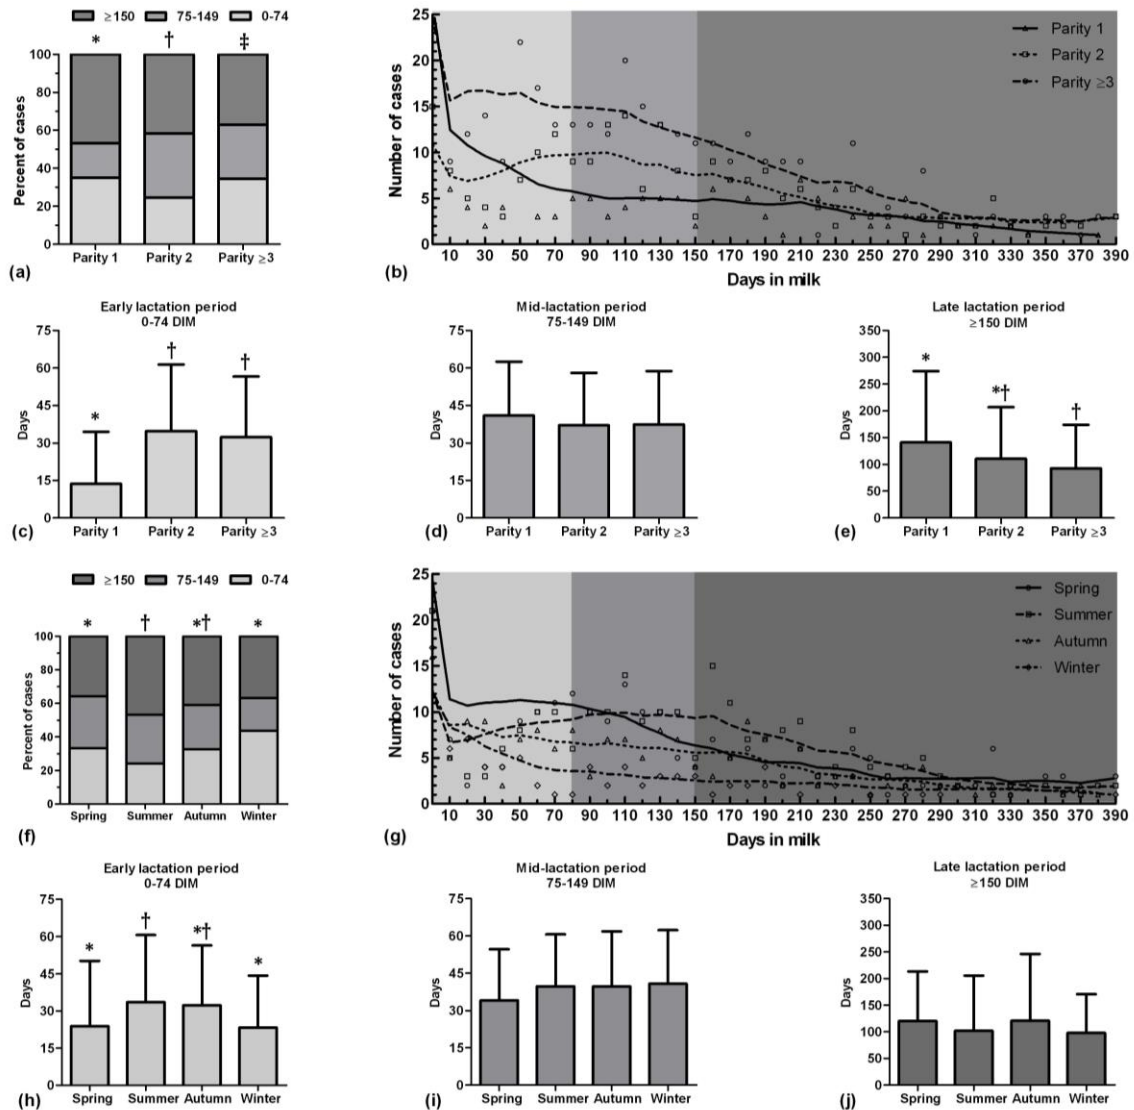 ≥150 75-149 0-74
* † ‡
Percent of cases
100
80
60
40
20
0
Parity 1 Parity 2 Parity ≥3
(a)
Number of cases
25
20
15
10
5
0
Parity 1
Parity 2
Parity ≥3
10 30 50 70 90 110 130 150 170 190 210 230 250 270 290 310 330 350 370 390
Days in milk
(b)
Early lactation period
0-74 DIM
Days
75
60
45
30
15
0
* † †
Parity 1 Parity 2 Parity ≥3
(c)
Mid-lactation period
75-149 DIM
Days
75
60
45
30
15
0
Parity 1 Parity 2 Parity ≥3
(d)
Late lactation period
≥150 DIM
Days
350
300
250
200
150
100
50
0
* *† †
Parity 1 Parity 2 Parity ≥3
(e)
≥150 75-149 0-74
* † *† *
Percent of cases
100
80
60
40
20
0
Spring Summer Autumn Winter
(f)
Number of cases
25
20
15
10
5
0
Spring
Summer
Autumn
Winter
10 30 50 70 90 110 130 150 170 190 210 230 250 270 290 310 330 350 370 390
Days in milk
(g)
Early lactation period
0-74 DIM
Days
75
60
45
30
15
0
* † *† *
Spring Summer Autumn Winter
(h)
Mid-lactation period
75-149 DIM
Days
75
60
45
30
15
0
Spring Summer Autumn Winter
(i)
Late lactation period
≥150 DIM
Days
350
300
250
200
150
100
50
0
Spring Summer Autumn Winter
(j)